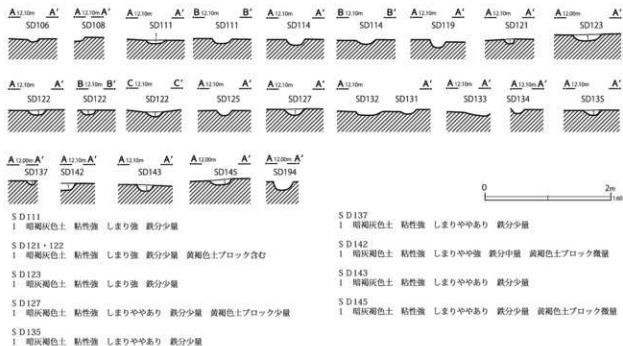 A 12.10m A' A 12.10m A' A 12.10m A' B 12.10m B' A 12.10m A' B 12.10m B' A 12.10m A' A 12.10m A' A 12.00m A'
SD106 SD108 SD111 SD111 SD114 SD114 SD119 SD121 SD123
A 12.10m A' B 12.10m B' C 12.10m C' A 12.10m A' A 12.10m A' A 12.10m A' A 12.10m A' A 12.10m A' A 12.10m A'
SD122 SD122 SD122 SD125 SD127 SD132 SD131 SD133 SD134 SD135
A 12.00m A' A 12.10m A' A 12.10m A' A 12.00m A' A 12.00m A'
SD137 SD142 SD143 SD145 SD194
0 2m
1:60
SD111
1 暗褐灰色土 粘性強 しまり強 鉄分少量
SD121・122
1 暗褐灰色土 粘性強 しまり強 鉄分少量 黄褐色土ブロック含む
SD123
1 暗灰褐色土 粘性強 しまり強 鉄分少量
SD127
1 暗灰褐色土 粘性強 しまりややあり 鉄分少量 黄褐色土ブロック少量
SD135
1 暗灰褐色土 粘性強 しまりややあり 鉄分少量
SD137
1 暗褐灰色土 粘性強 しまりややあり 鉄分少量
SD142
1 暗褐灰色土 粘性強 しまりやや強 鉄分中量 黄褐色土ブロック微量
SD143
1 暗灰褐色土 粘性強 しまりややあり 鉄分少量
SD145
1 暗灰褐色土 粘性強 しまりややあり 鉄分少量 黄褐色土ブロック微量